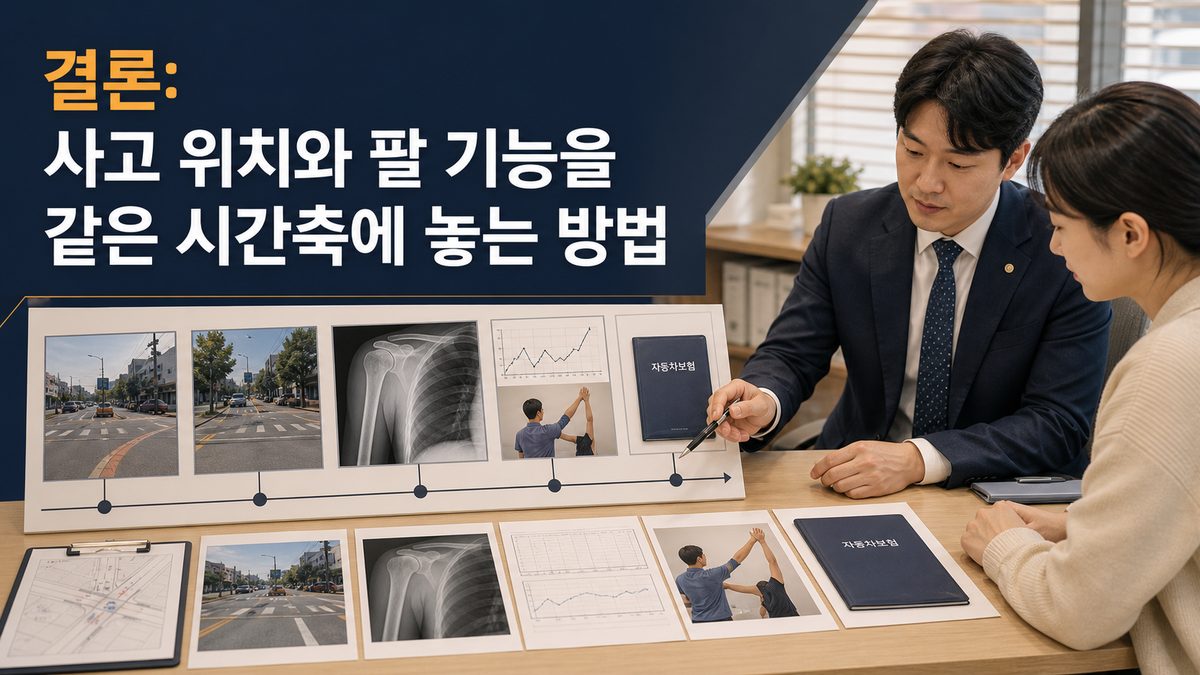 결론:
사고 위치와 팔 기능을
같은 시간축에 놓는 방법
자동차보험
자동차보험